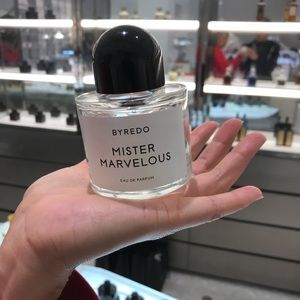 BYREDO
MISTER
MARVELOUS
EAU DE PARFUM